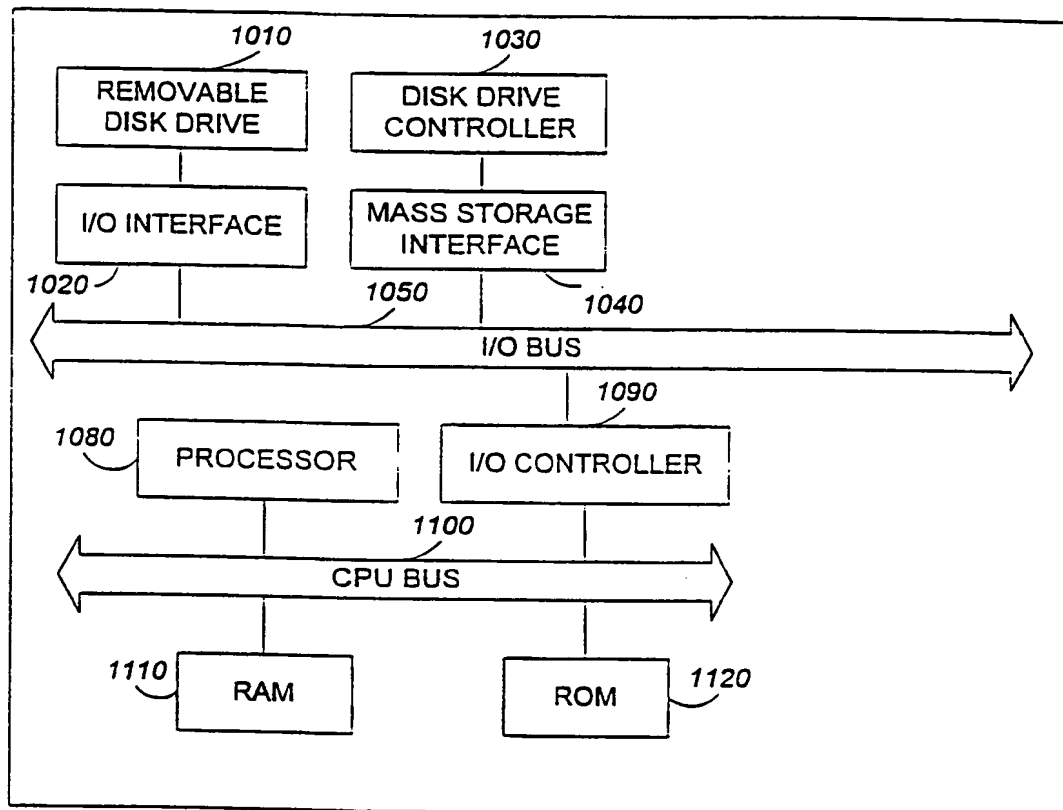 1010
1030
REMOVABLE
DISK DRIVE
DISK DRIVE
CONTROLLER
I/O INTERFACE
MASS STORAGE
INTERFACE
1020
1050
1040
I/O BUS
1090
1080
PROCESSOR
I/O CONTROLLER
1100
CPU BUS
1110
RAM
ROM
1120